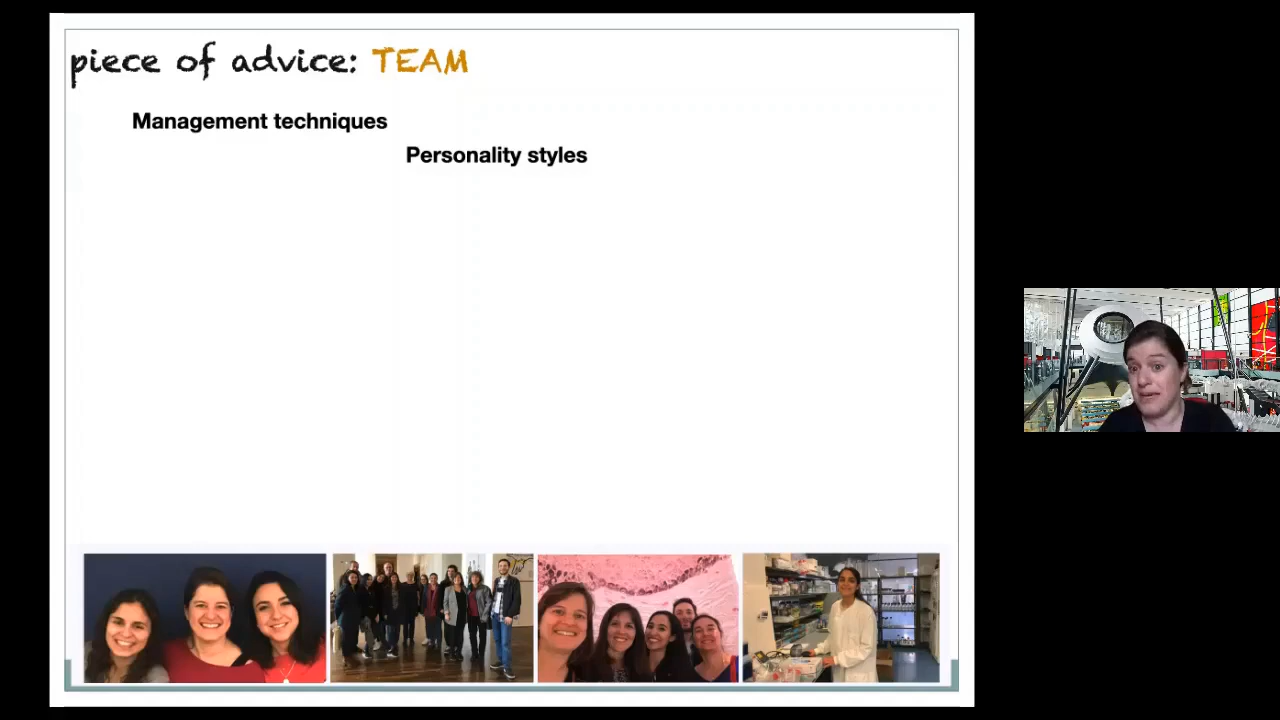 piece of advice: TEAM
Management techniques
Personality styles